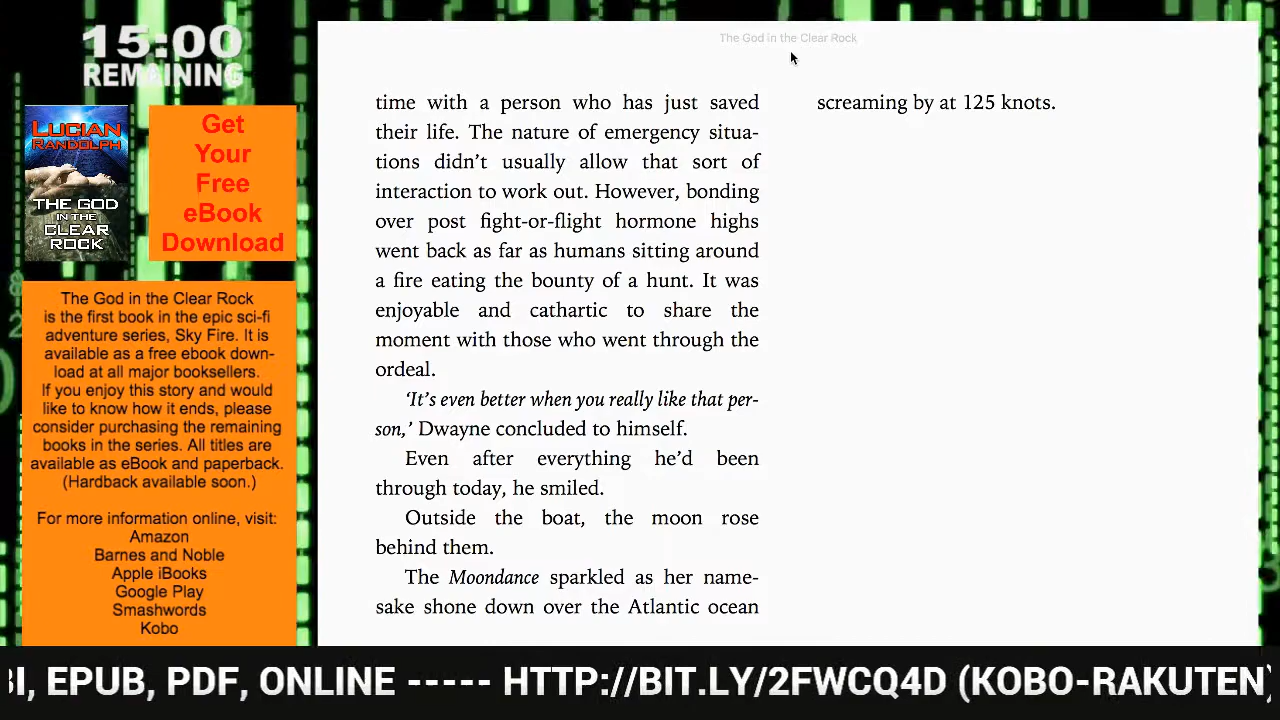 15:00
REMAINING
LUCIAN
RANDOLPH
THE GOD
IN THE
CLEAR
ROCK
Get
Your
Free
eBook
Download
The God in the Clear Rock
is the first book in the epic sci-fi
adventure series, Sky Fire. It is
available as a free ebook down-
load at all major booksellers.
If you enjoy this story and would
like to know how it ends, please
consider purchasing the remaining
books in the series. All titles are
available as eBook and paperback.
(Hardback available soon.)
For more information online, visit:
Amazon
Barnes and Noble
Apple iBooks
Google Play
Smashwords
Kobo
The God in the Clear Rock
time with a person who has just saved
their life. The nature of emergency situa-
tions didn’t usually allow that sort of
interaction to work out. However, bonding
over post fight-or-flight hormone highs
went back as far as humans sitting around
a fire eating the bounty of a hunt. It was
enjoyable and cathartic to share the
moment with those who went through the
ordeal.
‘It’s even better when you really like that per-
son,’ Dwayne concluded to himself.
Even after everything he’d been
through today, he smiled.
Outside the boat, the moon rose
behind them.
The Moondance sparkled as her name-
sake shone down over the Atlantic ocean
screaming by at 125 knots.
BI, EPUB, PDF, ONLINE ----- HTTP://BIT.LY/2FWCQ4D (KOBO-RAKUTEN)